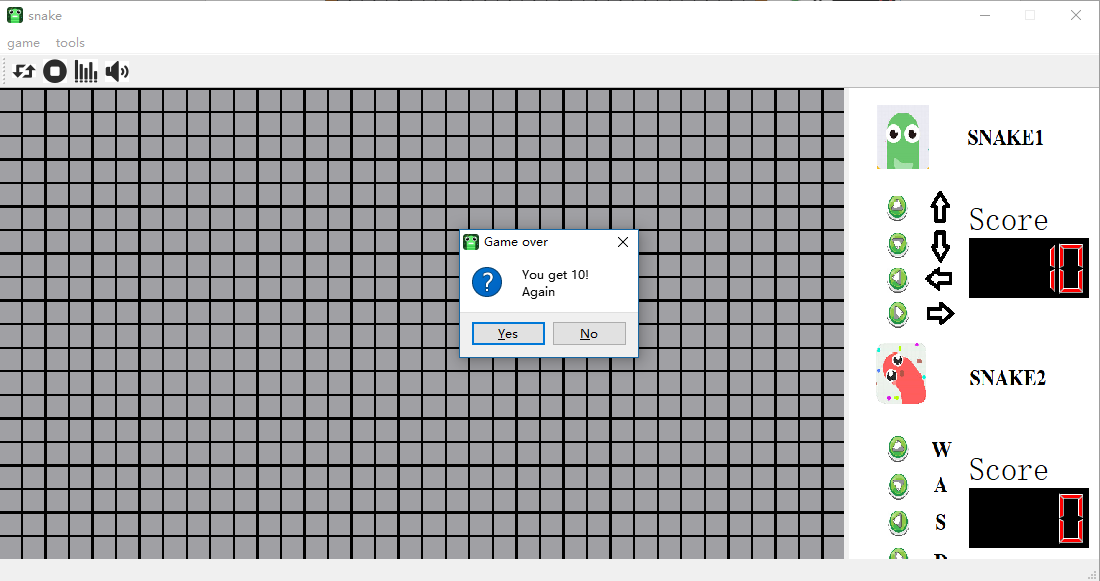 snake
game tools
SNAKE1
Score
10
Game over
You get 10!
Again
Yes No
SNAKE2
W
Score
A
0
S